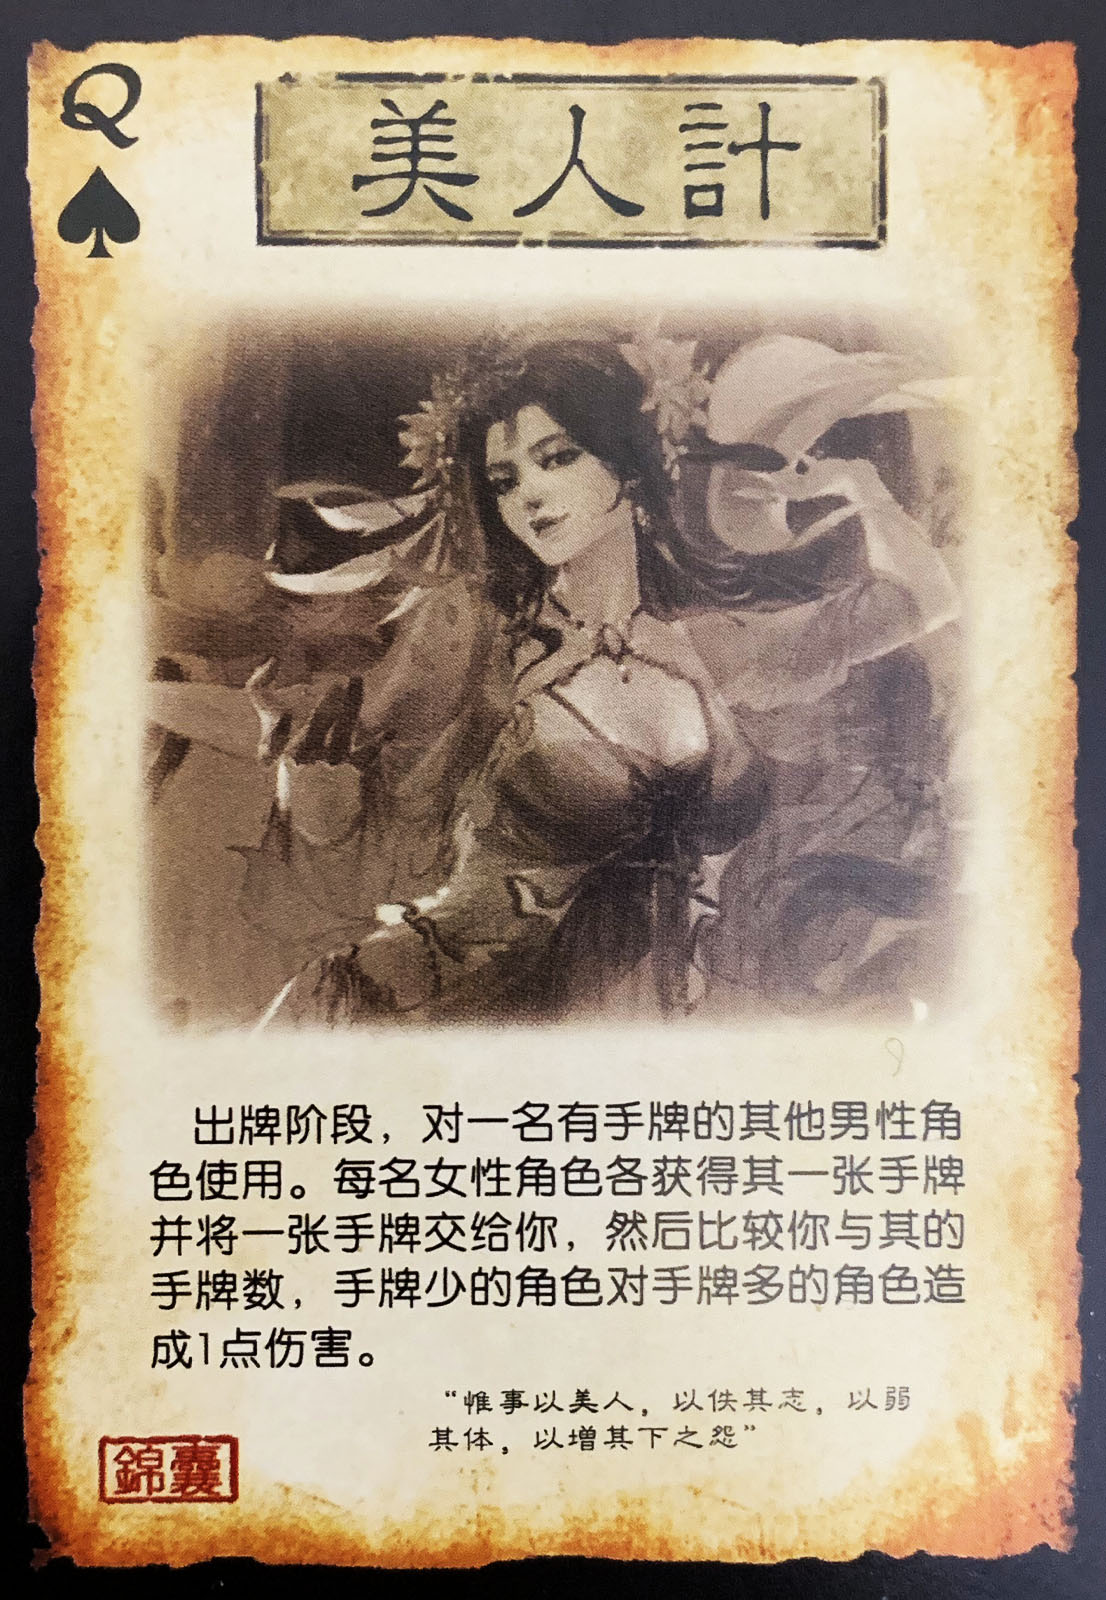 Q
美人計
出牌阶段，对一名有手牌的其他男性角
色使用。每名女性角色各获得其一张手牌
并将一张手牌交给你，然后比较你与其的
手牌数，手牌少的角色对手牌多的角色造
成1点伤害。
“惟事以美人，以佚其志，以弱
其体，以增其下之怨”
錦囊